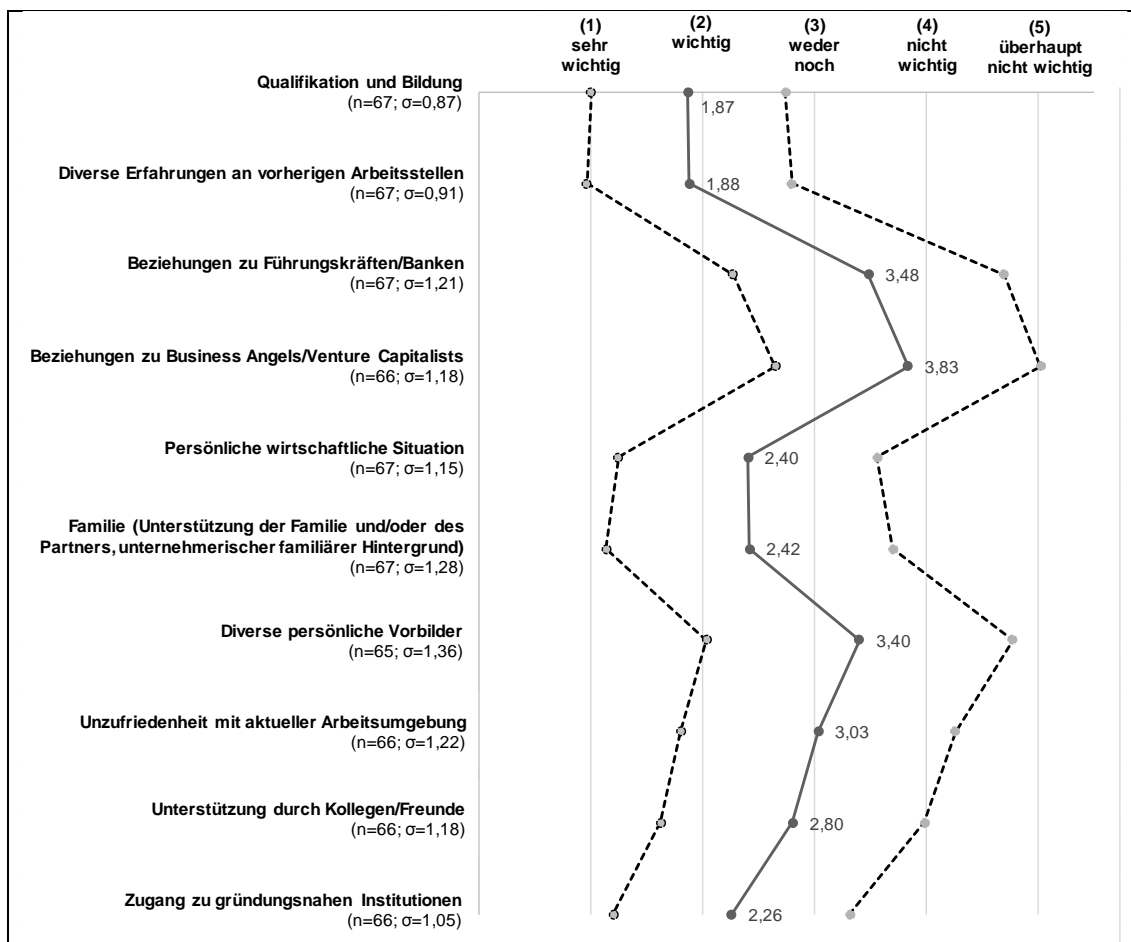 (1)
sehr
wichtig
(2)
wichtig
(3)
weder
noch
(4)
nicht
wichtig
(5)
überhaupt
nicht wichtig
Qualifikation und Bildung
(n=67; σ=0,87)
1,87
Diverse Erfahrungen an vorherigen Arbeitsstellen
(n=67; σ=0,91)
1,88
Beziehungen zu Führungskräften/Banken
(n=67; σ=1,21)
3,48
Beziehungen zu Business Angels/Venture Capitalists
(n=66; σ=1,18)
3,83
Persönliche wirtschaftliche Situation
(n=67; σ=1,15)
2,40
Familie (Unterstützung der Familie und/oder des
Partners, unternehmerischer familiärer Hintergrund)
(n=67; σ=1,28)
2,42
Diverse persönliche Vorbilder
(n=65; σ=1,36)
3,40
Unzufriedenheit mit aktueller Arbeitsumgebung
(n=66; σ=1,22)
3,03
Unterstützung durch Kollegen/Freunde
(n=66; σ=1,18)
2,80
Zugang zu gründungsnahen Institutionen
(n=66; σ=1,05)
2,26